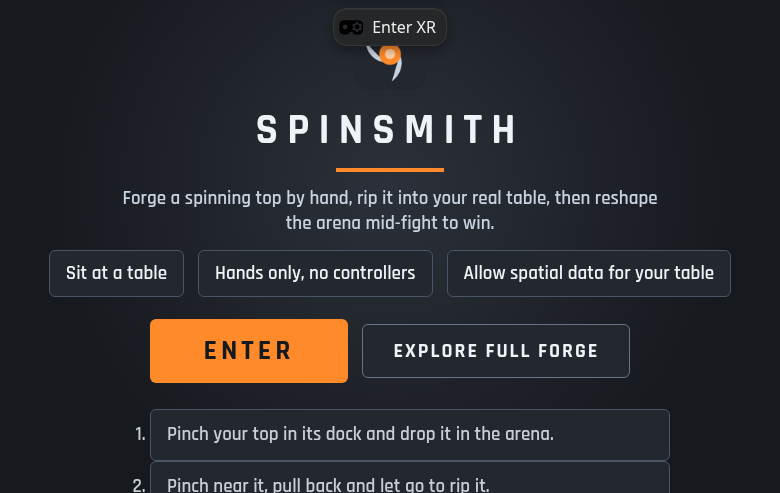 Enter XR
SPINSMITH
Forge a spinning top by hand, rip it into your real table, then reshape
the arena mid-fight to win.
Sit at a table
Hands only, no controllers
Allow spatial data for your table
ENTER
EXPLORE FULL FORGE
1. Pinch your top in its dock and drop it in the arena.
2. Pinch near it, pull back and let go to rip it.